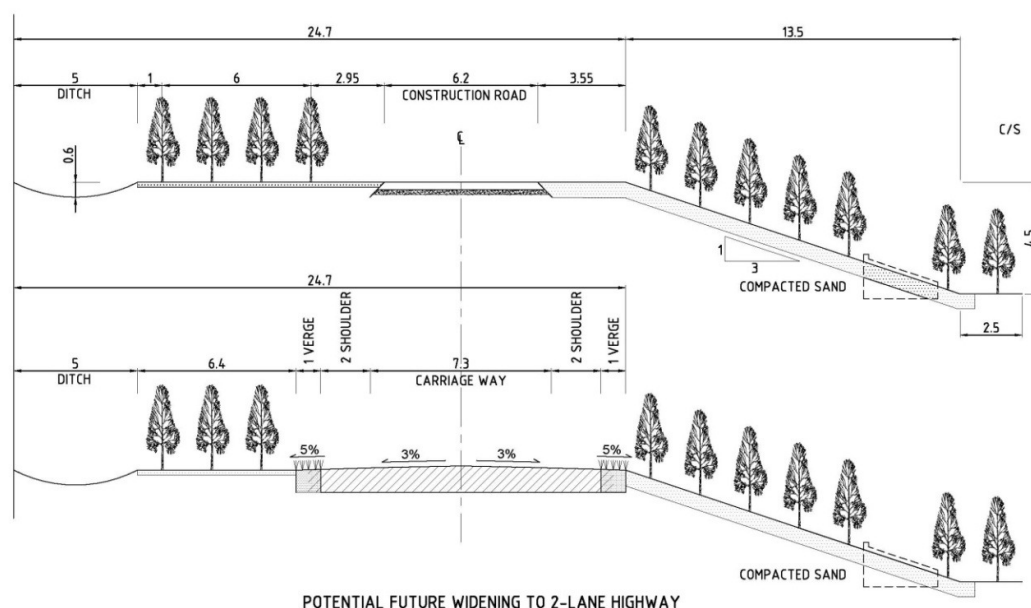 24.7 13.5
5 1 6 2.95 6.2 3.55
DITCH CONSTRUCTION ROAD
C/S
℄
0.6
1
3
4.5
COMPACTED SAND
24.7
2.5
1 VERGE
2 SHOULDER
2 SHOULDER
1 VERGE
5 6.4 7.3
DITCH CARRIAGE WAY
5% 3% 3% 5%
COMPACTED SAND
POTENTIAL FUTURE WIDENING TO 2-LANE HIGHWAY